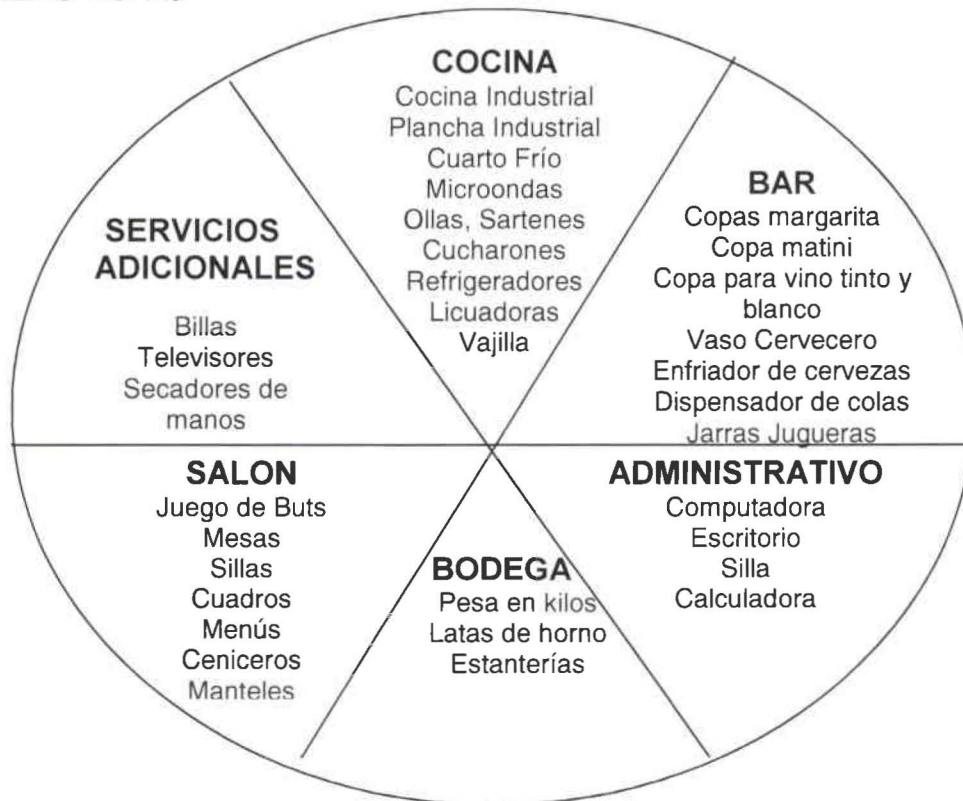 COCINA
Cocina Industrial
Plancha Industrial
Cuarto Frío
Microondas
Ollas, Sartenes
Cucharones
Refrigeradores
Licuadoras
Vajilla
BAR
Copas margarita
Copa matini
Copa para vino tinto y
blanco
Vaso Cervecero
Enfriador de cervezas
Dispensador de colas
Jarras Jugueras
SERVICIOS
ADICIONALES
Billas
Televisores
Secadores de
manos
SALON
Juego de Buts
Mesas
Sillas
Cuadros
Menús
Ceniceros
Manteles
BODEGA
Pesa en kilos
Latas de horno
Estanterías
ADMINISTRATIVO
Computadora
Escritorio
Silla
Calculadora